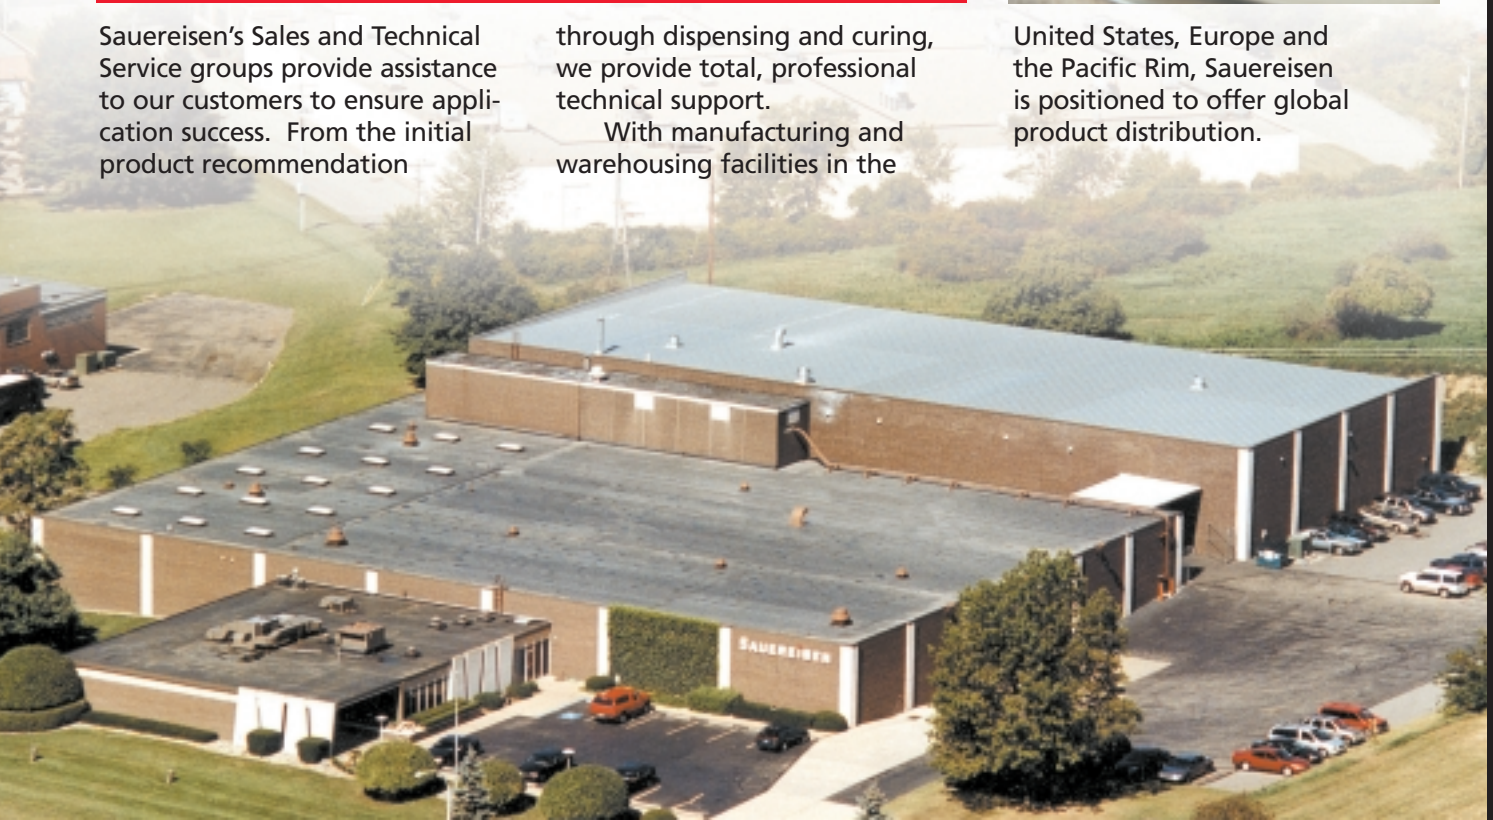 Sauereisen’s Sales and Technical
Service groups provide assistance
to our customers to ensure appli-
cation success.  From the initial
product recommendation
through dispensing and curing,
we provide total, professional
technical support.
With manufacturing and
warehousing facilities in the
United States, Europe and
the Pacific Rim, Sauereisen
is positioned to offer global
product distribution.
SAUEREISEN